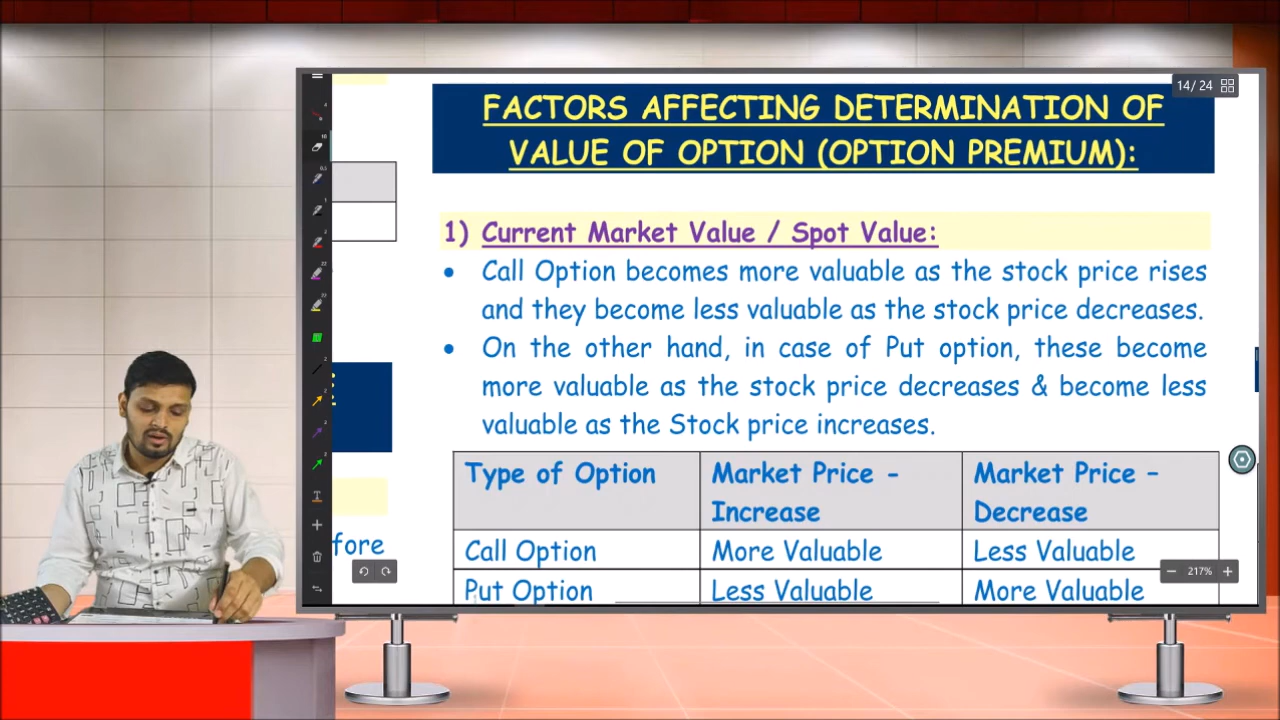 14/ 24
FACTORS AFFECTING DETERMINATION OF
VALUE OF OPTION (OPTION PREMIUM):
1) Current Market Value / Spot Value:
• Call Option becomes more valuable as the stock price rises
and they become less valuable as the stock price decreases.
• On the other hand, in case of Put option, these become
more valuable as the stock price decreases & become less
valuable as the Stock price increases.
Type of Option Market Price - Increase Market Price – Decrease
Call Option More Valuable Less Valuable
Put Option Less Valuable More Valuable
fore
217%